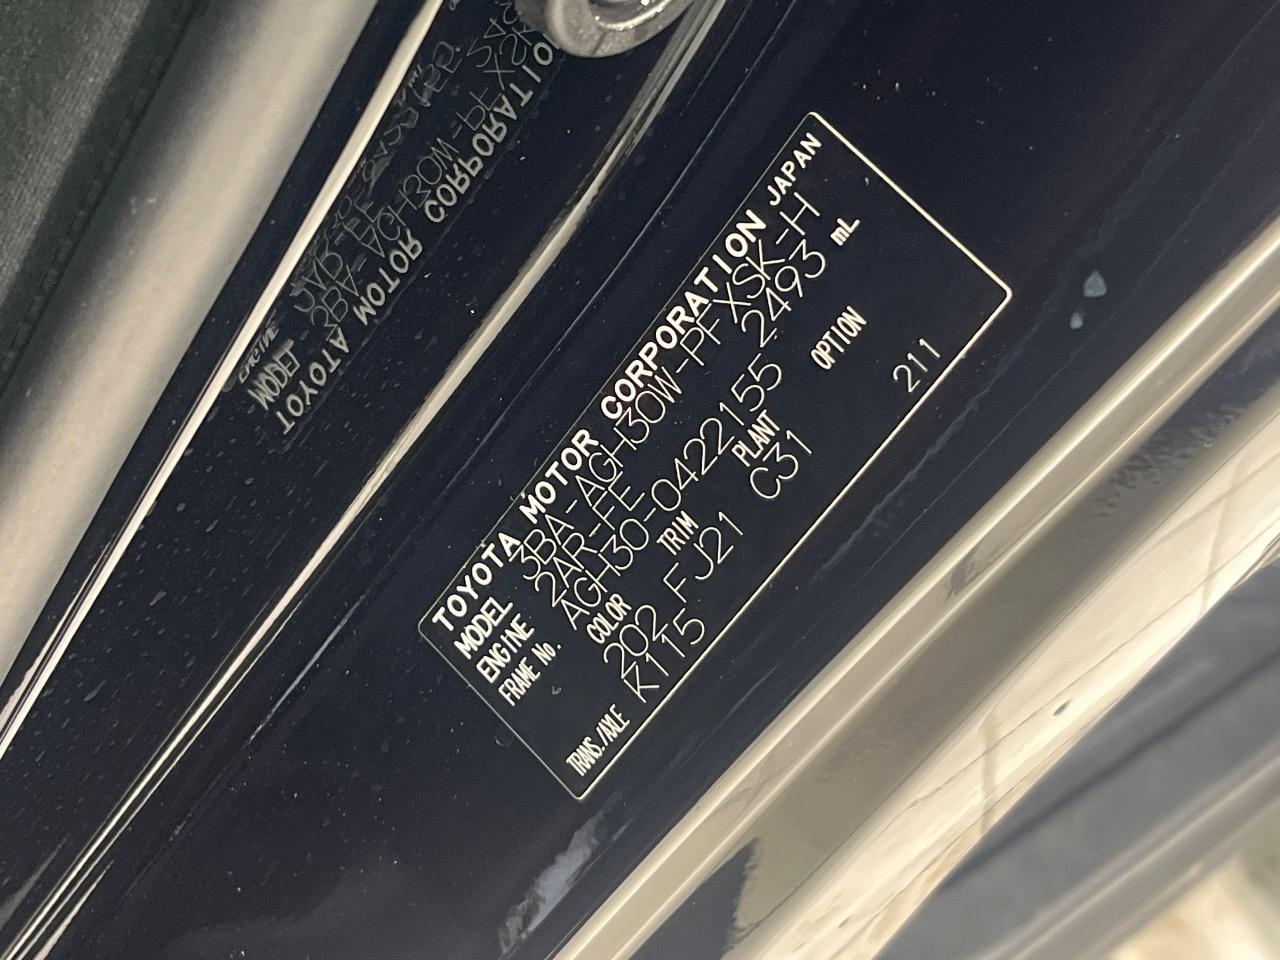 TOYOTA MOTOR CORPORATION JAPAN
MODEL 3BA-AGH30W-PFXSK-H
ENGINE 2AR-FE 2493 mL
FRAME No. AGH30-0422155
COLOR TRIM PLANT OPTION
202 FJ21 C31
TRANS./AXLE K115 211
TOYOTA MOTOR CORPORATION
MODEL 3BA-AGH30W-PFXSK